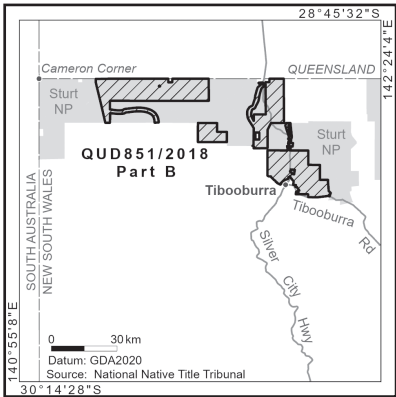 28°45'32"S
142°24'4"E
Cameron Corner
QUEENSLAND
Sturt
NP
Sturt
NP
QUD851/2018
Part B
Tibooburra
Tibooburra
Rd
Silver
City
Hwy
SOUTH AUSTRALIA
NEW SOUTH WALES
140°55'8"E
0 30 km
Datum: GDA2020
Source: National Native Title Tribunal
30°14'28"S